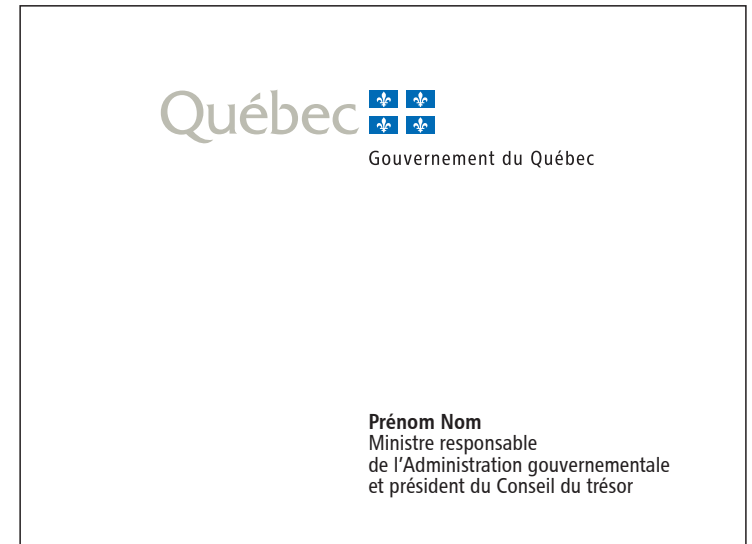 Québec
Gouvernement du Québec
Prénom Nom
Ministre responsable
de l'Administration gouvernementale
et président du Conseil du trésor